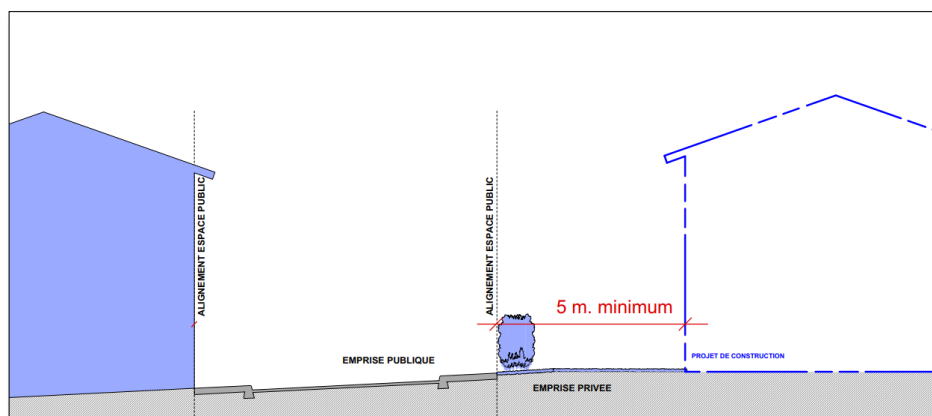 ALIGNEMENT ESPACE PUBLIC
ALIGNEMENT ESPACE PUBLIC
5 m. minimum
EMPRISE PUBLIQUE
PROJET DE CONSTRUCTION
EMPRISE PRIVEE